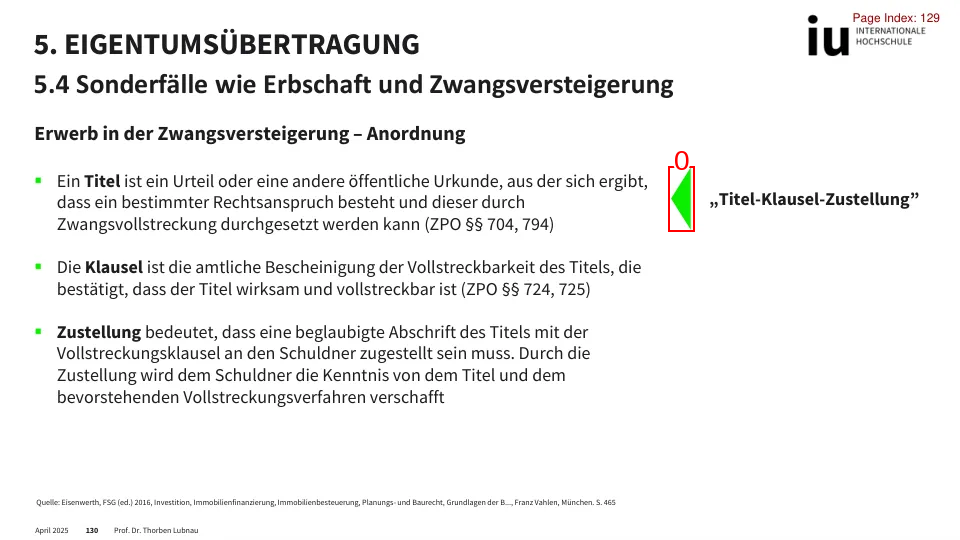 Page Index: 129
iu INTERNATIONALE
HOCHSCHULE
5. EIGENTUMSÜBERTRAGUNG
5.4 Sonderfälle wie Erbschaft und Zwangsversteigerung
Erwerb in der Zwangsversteigerung – Anordnung
0
Ein Titel ist ein Urteil oder eine andere öffentliche Urkunde, aus der sich ergibt,
dass ein bestimmter Rechtsanspruch besteht und dieser durch
Zwangsvollstreckung durchgesetzt werden kann (ZPO §§ 704, 794)
„Titel-Klausel-Zustellung”
Die Klausel ist die amtliche Bescheinigung der Vollstreckbarkeit des Titels, die
bestätigt, dass der Titel wirksam und vollstreckbar ist (ZPO §§ 724, 725)
Zustellung bedeutet, dass eine beglaubigte Abschrift des Titels mit der
Vollstreckungsklausel an den Schuldner zugestellt sein muss. Durch die
Zustellung wird dem Schuldner die Kenntnis von dem Titel und dem
bevorstehenden Vollstreckungsverfahren verschafft
Quelle: Eisenwerth, FSG (ed.) 2016, Investition, Immobilienfinanzierung, Immobilienbesteuerung, Planungs- und Baurecht, Grundlagen der B..., Franz Vahlen, München. S. 465
April 2025 130 Prof. Dr. Thorben Lubnau